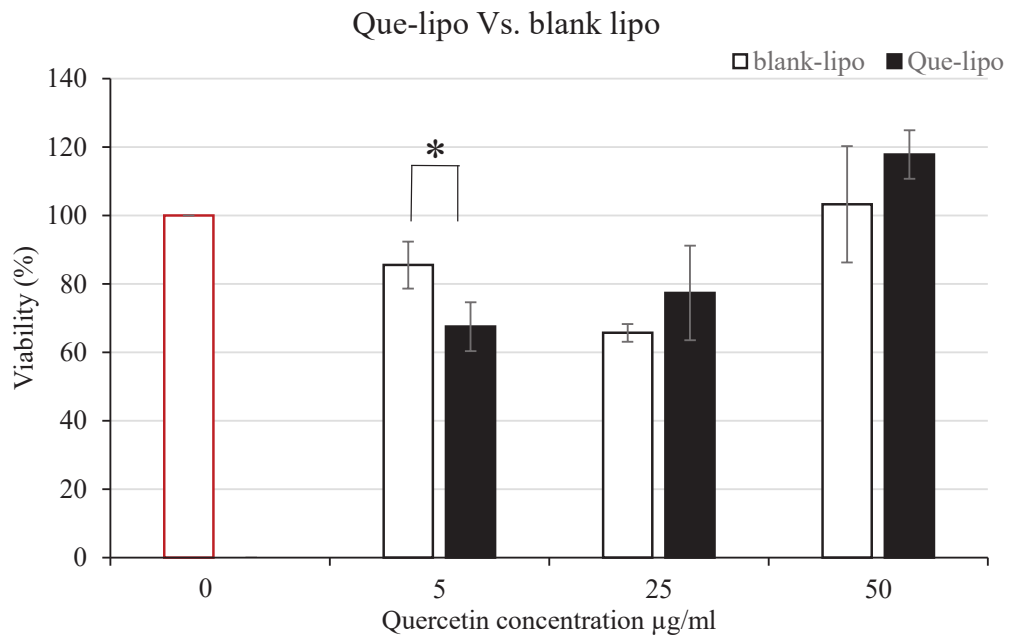 Que-lipo Vs. blank lipo
blank-lipo Que-lipo
140
120
100
80
60
40
20
0
Viability (%)
*
0 5 25 50
Quercetin concentration µg/ml